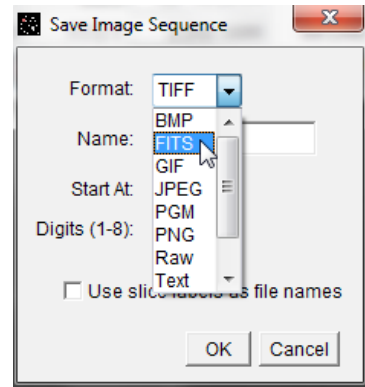 Save Image Sequence
Format: TIFF
BMP
Name: FITS
GIF
Start At: JPEG
PGM
Digits (1-8): PNG
Raw
Text
Use slice labels as file names
OK Cancel